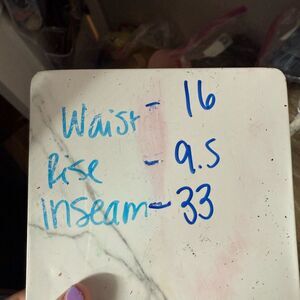 Waist - 16
Rise - 9.5
Inseam - 33